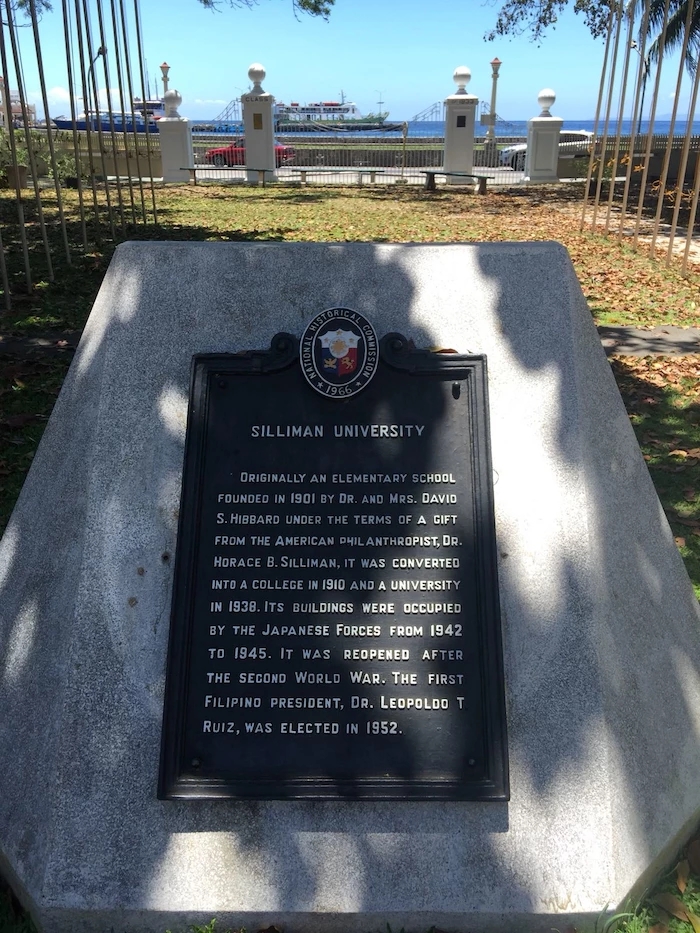 CLASS
NATIONAL HISTORICAL COMMISSION
1966
SILLIMAN UNIVERSITY
ORIGINALLY AN ELEMENTARY SCHOOL
FOUNDED IN 1901 BY DR. AND MRS. DAVID
S. HIBBARD UNDER THE TERMS OF A GIFT
FROM THE AMERICAN PHILANTHROPIST, DR.
HORACE B. SILLIMAN, IT WAS CONVERTED
INTO A COLLEGE IN 1910 AND A UNIVERSITY
IN 1938. ITS BUILDINGS WERE OCCUPIED
BY THE JAPANESE FORCES FROM 1942
TO 1945. IT WAS REOPENED AFTER
THE SECOND WORLD WAR. THE FIRST
FILIPINO PRESIDENT, DR. LEOPOLDO T
RUIZ, WAS ELECTED IN 1952.